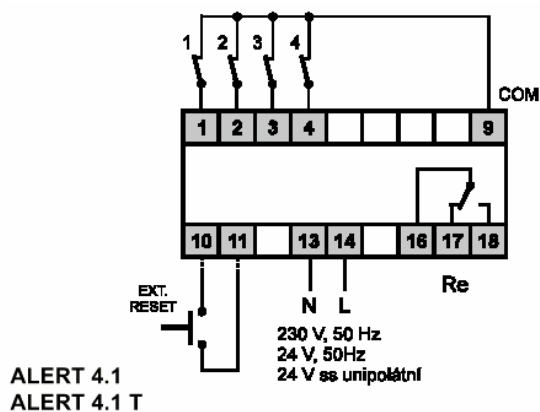 1 2 3 4
COM
1 2 3 4 9
10 11 13 14 16 17 18
EXT.
RESET
N L
Re
230 V, 50 Hz
24 V, 50Hz
24 V ss unipolátní
ALERT 4.1
ALERT 4.1 T